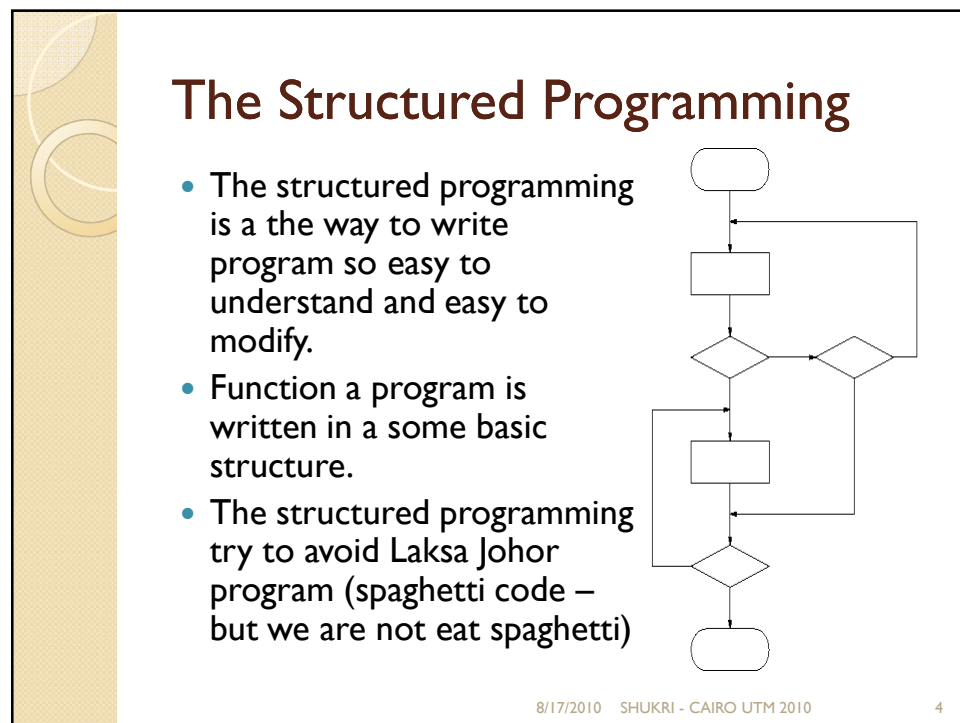 The Structured Programming
• The structured programming
is a the way to write
program so easy to
understand and easy to
modify.
• Function a program is
written in a some basic
structure.
• The structured programming
try to avoid Laksa Johor
program (spaghetti code –
but we are not eat spaghetti)
8/17/2010 SHUKRI - CAIRO UTM 2010 4